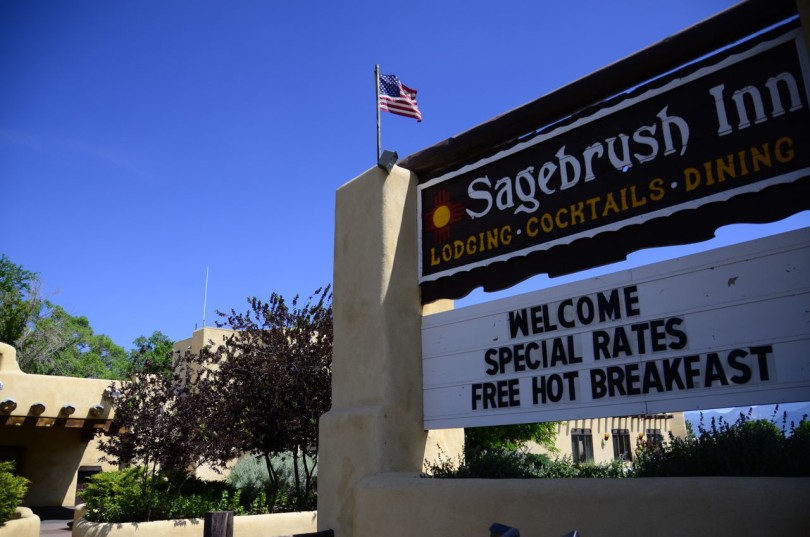 Sagebrush Inn
LODGING · COCKTAILS · DINING
WELCOME
SPECIAL RATES
FREE HOT BREAKFAST